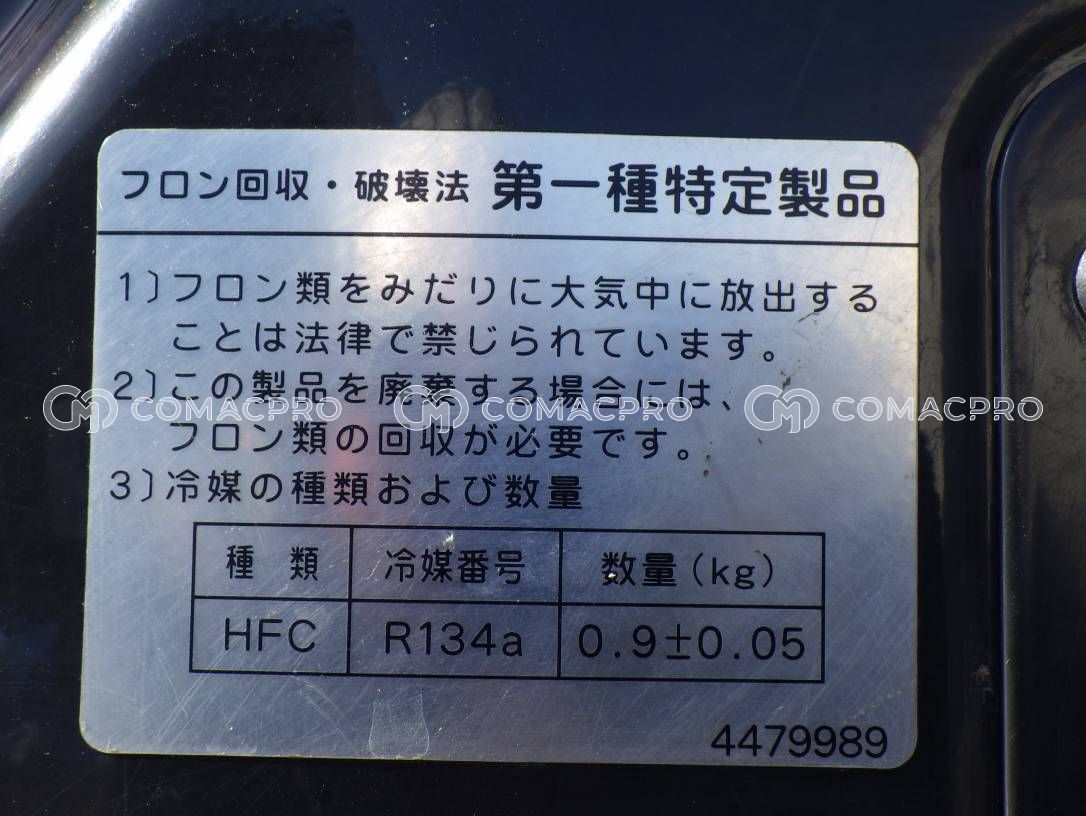 フロン回収・破壊法 第一種特定製品
1)フロン類をみだりに大気中に放出する
ことは法律で禁じられています。
2)この製品を廃棄する場合には、
COMACPRO COMACPRO COMACPRO
フロン類の回収が必要です。
3)冷媒の種類および数量
種 類 冷媒番号 数量(kg)
HFC R134a 0.9±0.05
4479989